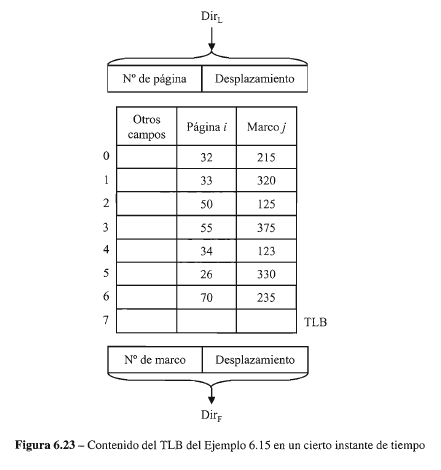 Dir_L
Nº de página Desplazamiento
Otros campos Página i Marco j
0 32 215
1 33 320
2 50 125
3 55 375
4 34 123
5 26 330
6 70 235
7 TLB
Nº de marco Desplazamiento
Dir_F
Figura 6.23 – Contenido del TLB del Ejemplo 6.15 en un cierto instante de tiempo